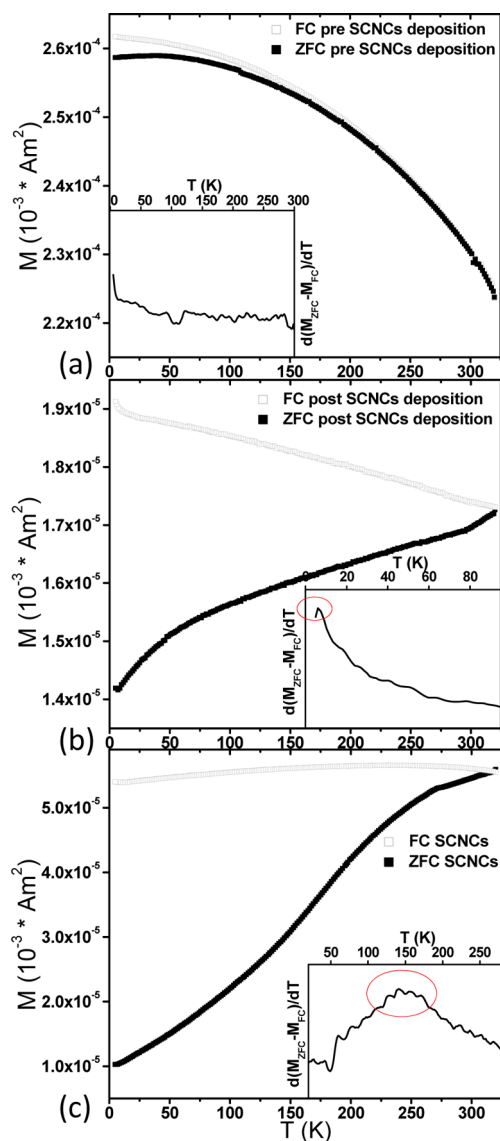 FC pre SCNCs deposition
ZFC pre SCNCs deposition
2.6x10⁻⁴
2.5x10⁻⁴
2.4x10⁻⁴
2.3x10⁻⁴
2.2x10⁻⁴
M (10⁻³ * Am²)
T (K)
0 50 100 150 200 250 300
d(M_ZFC-M_FC)/dT
(a)
0 50 100 150 200 250 300
FC post SCNCs deposition
ZFC post SCNCs deposition
1.9x10⁻⁵
1.8x10⁻⁵
1.7x10⁻⁵
1.6x10⁻⁵
1.5x10⁻⁵
1.4x10⁻⁵
M (10⁻³ * Am²)
T (K)
0 20 40 60 80
d(M_ZFC-M_FC)/dT
(b)
0 50 100 150 200 250 300
5.0x10⁻⁵
4.0x10⁻⁵
3.0x10⁻⁵
2.0x10⁻⁵
1.0x10⁻⁵
M (10⁻³ * Am²)
FC SCNCs
ZFC SCNCs
T (K)
50 100 150 200 250
d(M_ZFC-M_FC)/dT
(c)
0 50 100 150 200 250 300
T (K)